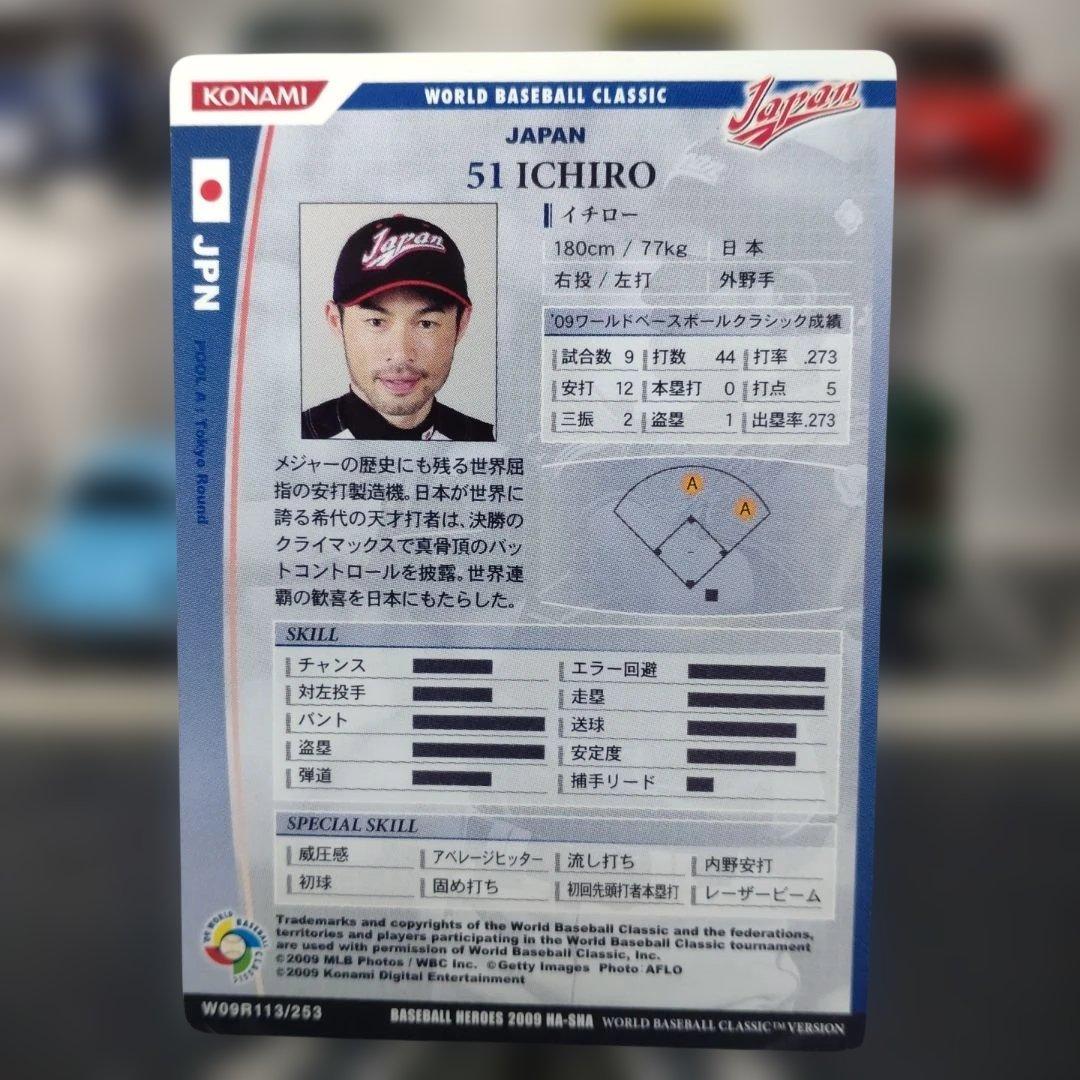 KONAMI
WORLD BASEBALL CLASSIC
Japan
JAPAN
51 ICHIRO
JPN
POOL A : Tokyo Round
Japan
イチロー
180cm / 77kg 日本
右投 / 左打 外野手
'09ワールドベースボールクラシック成績
試合数 9 打数 44 打率 .273
安打 12 本塁打 0 打点 5
三振 2 盗塁 1 出塁率.273
メジャーの歴史にも残る世界屈
指の安打製造機。日本が世界に
誇る希代の天才打者は、決勝の
クライマックスで真骨頂のバッ
トコントロールを披露。世界連
覇の歓喜を日本にもたらした。
A
A
SKILL
チャンス エラー回避
対左投手 走塁
バント 送球
盗塁 安定度
弾道 捕手リード
SPECIAL SKILL
威圧感 アベレージヒッター 流し打ち 内野安打
初球 固め打ち 初回先頭打者本塁打 レーザービーム
Trademarks and copyrights of the World Baseball Classic and the federations,
territories and players participating in the World Baseball Classic tournament
are used with permission of World Baseball Classic, Inc.
©2009 MLB Photos / WBC Inc. ©Getty Images Photo:AFLO
©2009 Konami Digital Entertainment
'09 WORLD BASEBALL CLASSIC
W09R113/253
BASEBALL HEROES 2009 HA-SHA WORLD BASEBALL CLASSIC™ VERSION